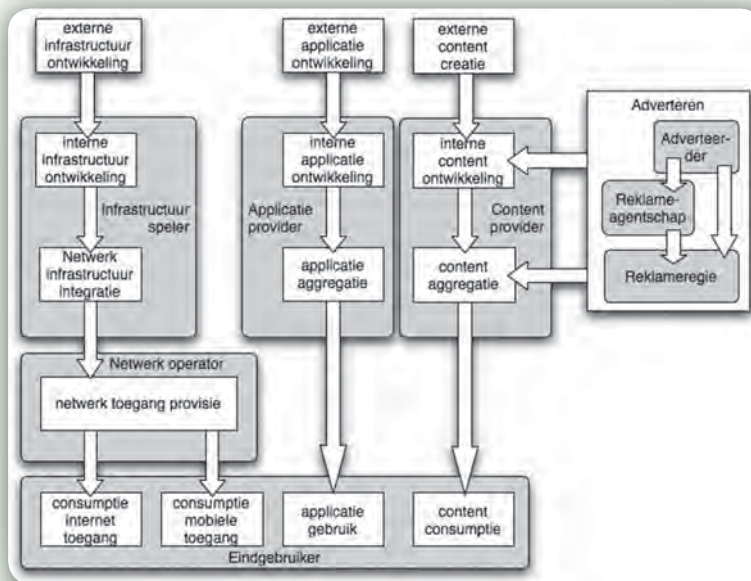 externe
infrastructuur
ontwikkeling
externe
applicatie
ontwikkeling
externe
content
creatie
Adverteren
Adverteer-
der
Reklame-
agentschap
Reklameregie
interne
infrastructuur
ontwikkeling
Infrastructuur
speler
Netwerk
infrastructuur
integratie
interne
applicatie
ontwikkeling
Applicatie
provider
applicatie
aggregatie
interne
content
ontwikkeling
Content
provider
content
aggregatie
Netwerk operator
netwerk toegang provisie
consumptie
internet
toegang
consumptie
mobiele
toegang
applicatie
gebruik
content
consumptie
Eindgebruiker